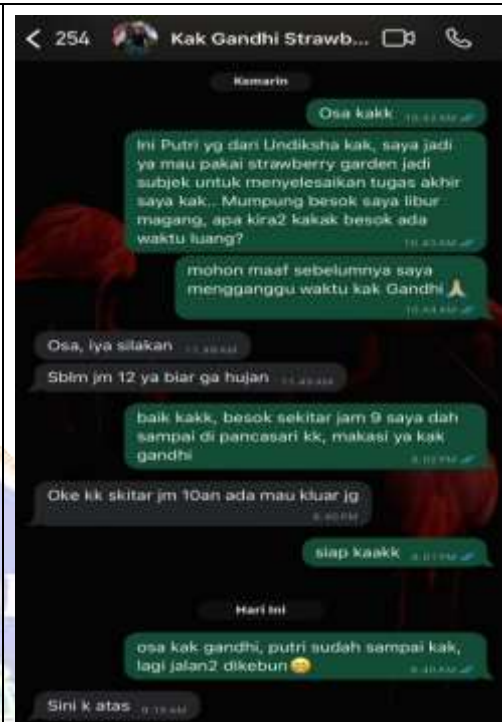 254 Kak Gandhi Strawb...
Kemarin
Osa kakk
Ini Putri yg dari Undiksha kak, saya jadi
ya mau pakai strawberry garden jadi
subjek untuk menyelesaikan tugas akhir
saya kak... Mumpung besok saya libur
magang, apa kira2 kakak besok ada
waktu luang?
mohon maaf sebelumnya saya
mengganggu waktu kak Gandhi🙏
Osa, iya silakan
Sblm jm 12 ya biar ga hujan
baik kakk, besok sekitar jam 9 saya dah
sampai di pancasari kk, makasi ya kak
gandhi
Oke kk skitar jm 10an ada mau kluar jg
siap kaakk
Hari Ini
osa kak gandhi, putri sudah sampai kak,
lagi jalan2 dikebun😊
Sini k atas